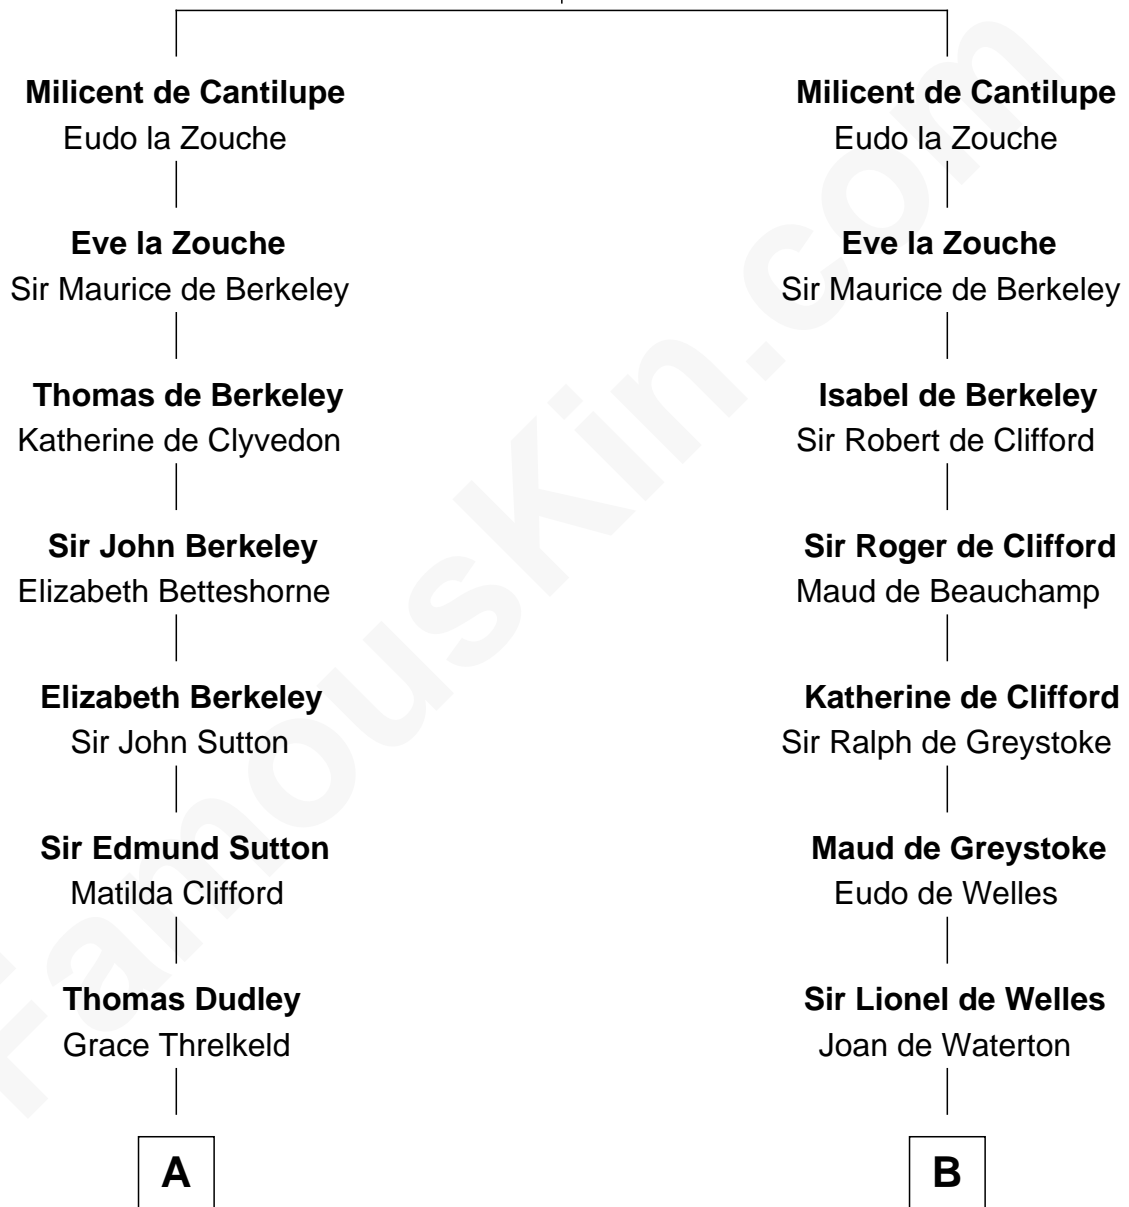 Milicent de Cantilupe
Eudo la Zouche
Eve la Zouche
Sir Maurice de Berkeley
Thomas de Berkeley
Katherine de Clyvedon
Sir John Berkeley
Elizabeth Betteshorne
Elizabeth Berkeley
Sir John Sutton
Sir Edmund Sutton
Matilda Clifford
Thomas Dudley
Grace Threlkeld
A
Milicent de Cantilupe
Eudo la Zouche
Eve la Zouche
Sir Maurice de Berkeley
Isabel de Berkeley
Sir Robert de Clifford
Sir Roger de Clifford
Maud de Beauchamp
Katherine de Clifford
Sir Ralph de Greystoke
Maud de Greystoke
Eudo de Welles
Sir Lionel de Welles
Joan de Waterton
B
FamousKin.com